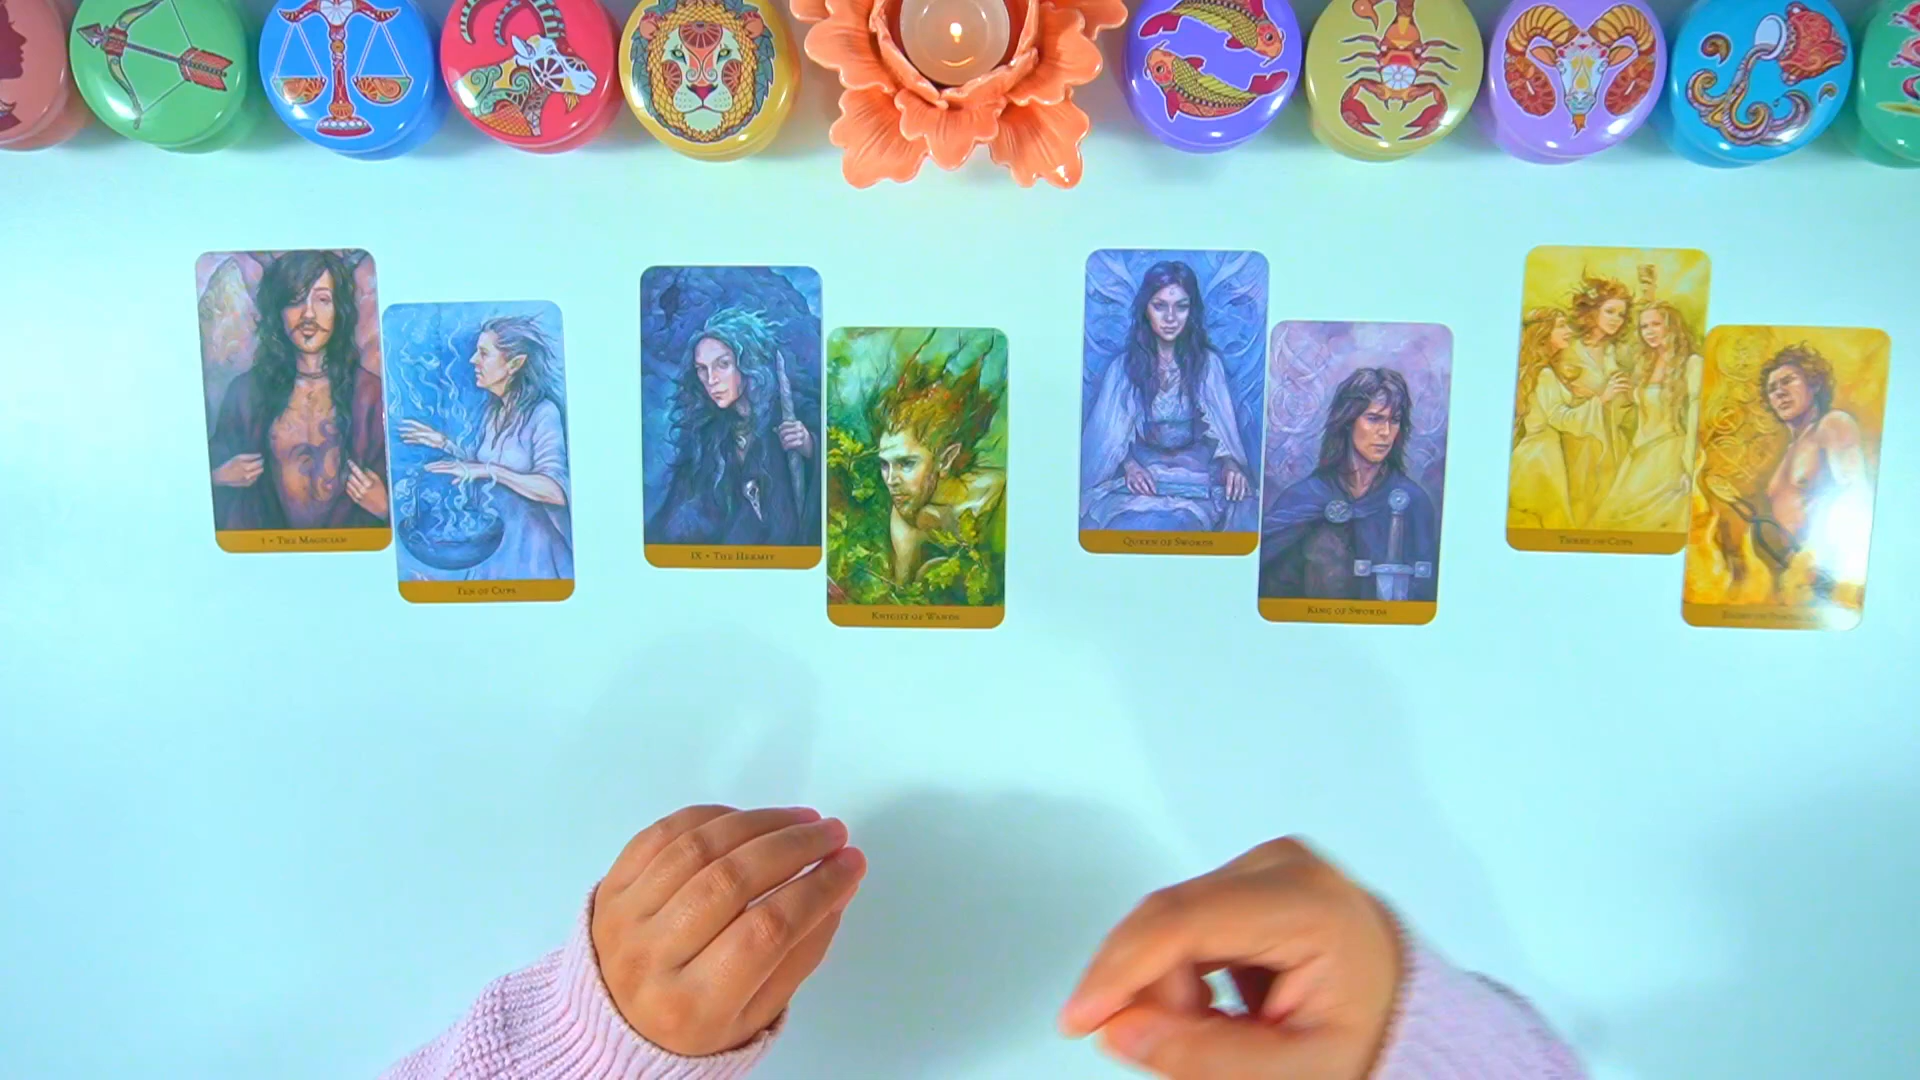 I • The Magician
Ten of Cups
IX • The Hermit
Knight of Wands
Queen of Swords
King of Swords
Three of Cups